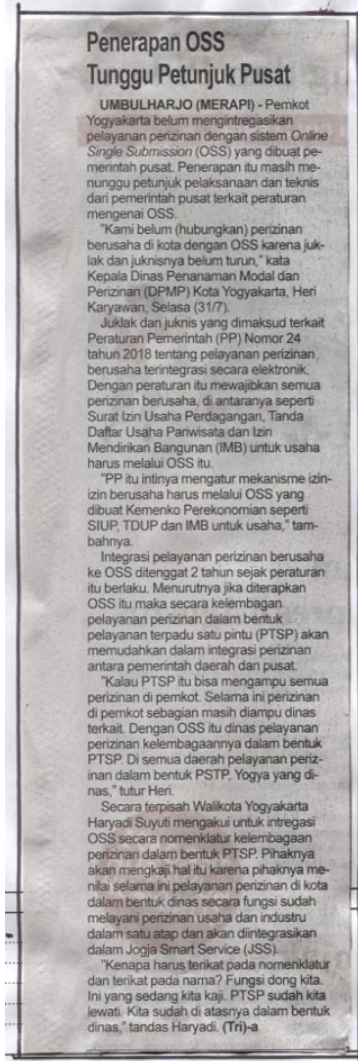 Penerapan OSS
Tunggu Petunjuk Pusat
UMBULHARJO (MERAPI) - Pemkot
Yogyakarta belum mengintegrasikan
pelayanan perizinan dengan sistem Online
Single Submission (OSS) yang dibuat pe-
merintah pusat. Penerapan itu masih me-
nunggu petunjuk pelaksanaan dan teknis
dari pemerintah pusat terkait peraturan
mengenai OSS.
"Kami belum (hubungkan) perizinan
berusaha di kota dengan OSS karena juk-
lak dan juknisnya belum turun," kata
Kepala Dinas Penanaman Modal dan
Perizinan (DPMP) Kota Yogyakarta, Heri
Karyawan, Selasa (31/7).
Juklak dan juknis yang dimaksud terkait
Peraturan Pemerintah (PP) Nomor 24
tahun 2018 tentang pelayanan perizinan
berusaha terintegrasi secara elektronik.
Dengan peraturan itu mewajibkan semua
perizinan berusaha, di antaranya seperti
Surat Izin Usaha Perdagangan, Tanda
Daftar Usaha Pariwisata dan Izin
Mendirikan Bangunan (IMB) untuk usaha
harus melalui OSS itu.
"PP itu intinya mengatur mekanisme izin-
izin berusaha harus melalui OSS yang
dibuat Kemenko Perekonomian seperti
SIUP, TDUP dan IMB untuk usaha," tam-
bahnya.
Integrasi pelayanan perizinan berusaha
ke OSS ditenggat 2 tahun sejak peraturan
itu berlaku. Menurutnya jika diterapkan
OSS itu maka secara kelembagan
pelayanan perizinan dalam bentuk
pelayanan terpadu satu pintu (PTSP) akan
memudahkan dalam integrasi perizinan
antara pemerintah daerah dan pusat.
"Kalau PTSP itu bisa mengampu semua
perizinan di pemkot. Selama ini perizinan
di pemkot sebagian masih diampu dinas
terkait. Dengan OSS itu dinas pelayanan
perizinan kelembagaannya dalam bentuk
PTSP. Di semua daerah pelayanan periz-
inan dalam bentuk PSTP, Yogya yang di-
nas," tutur Heri.
Secara terpisah Walikota Yogyakarta
Haryadi Suyuti mengakui untuk intregasi
OSS secara nomenklatur kelembagaan
perizinan dalam bentuk PTSP. Pihaknya
akan mengkaji hal itu karena pihaknya me-
nilai selama ini pelayanan perizinan di kota
dalam bentuk dinas secara fungsi sudah
melayani perizinan usaha dan industru
dalam satu atap dan akan diintegrasikan
dalam Jogja Smart Service (JSS).
"Kenapa harus terikat pada nomenklatur
dan terikat pada nama? Fungsi dong kita.
Ini yang sedang kita kaji. PTSP sudah kita
lewati. Kita sudah di atasnya dalam bentuk
dinas," tandas Haryadi. (Tri)-a